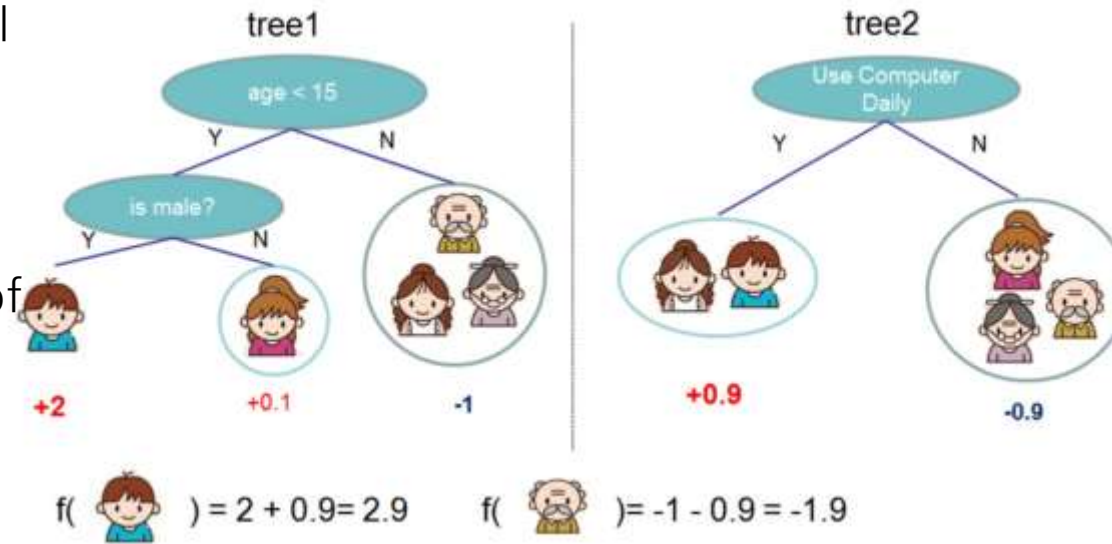 l
tree1
tree2
age < 15
Use Computer
Daily
Y
N
Y
N
is male?
Y
N
of
+2
+0.1
-1
+0.9
-0.9
f( ) = 2 + 0.9= 2.9
f( )= -1 - 0.9 = -1.9